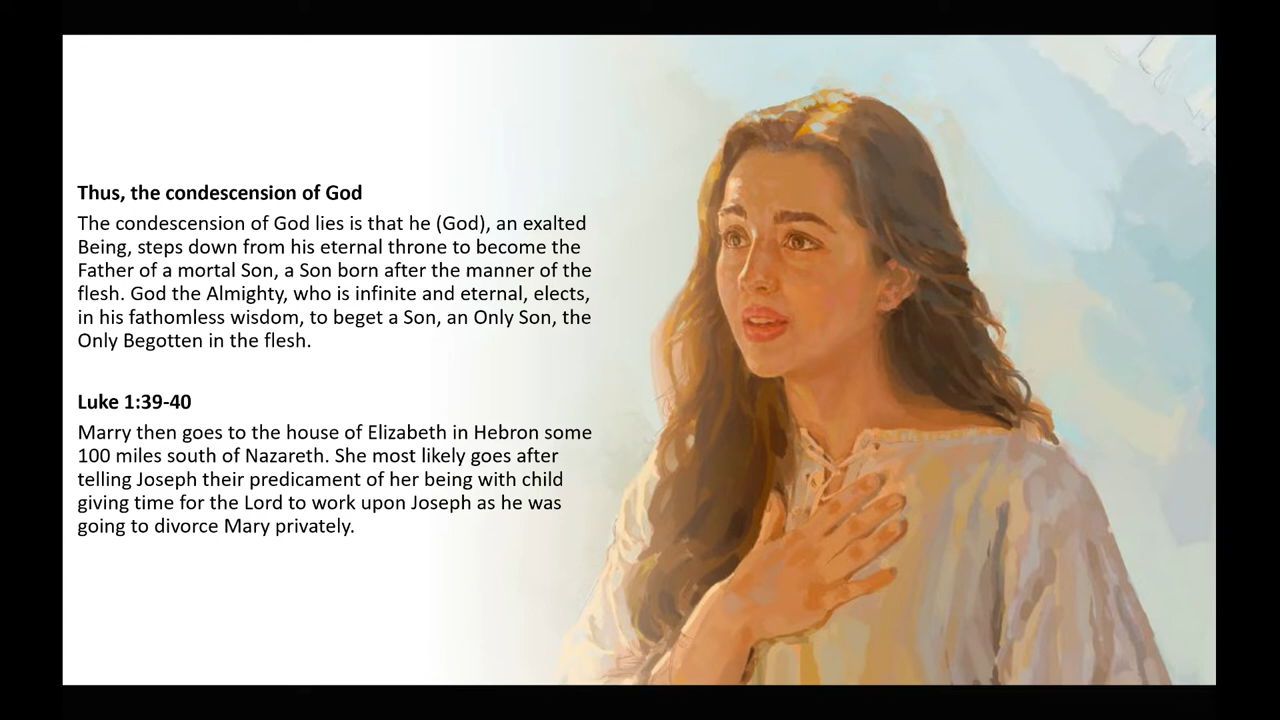 Thus, the condescension of God
The condescension of God lies is that he (God), an exalted
Being, steps down from his eternal throne to become the
Father of a mortal Son, a Son born after the manner of the
flesh. God the Almighty, who is infinite and eternal, elects,
in his fathomless wisdom, to beget a Son, an Only Son, the
Only Begotten in the flesh.
Luke 1:39-40
Marry then goes to the house of Elizabeth in Hebron some
100 miles south of Nazareth. She most likely goes after
telling Joseph their predicament of her being with child
giving time for the Lord to work upon Joseph as he was
going to divorce Mary privately.